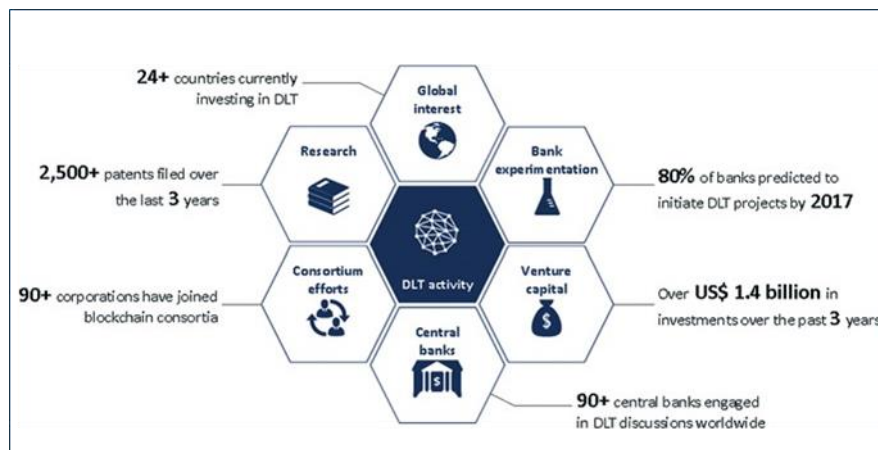 24+ countries currently
investing in DLT
Global
interest
Research
2,500+ patents filed over
the last 3 years
Bank
experimentation
80% of banks predicted to
initiate DLT projects by 2017
DLT activity
Consortium
efforts
90+ corporations have joined
blockchain consortia
Venture
capital
$
Over US$ 1.4 billion in
investments over the past 3 years
Central
banks
$
90+ central banks engaged
in DLT discussions worldwide